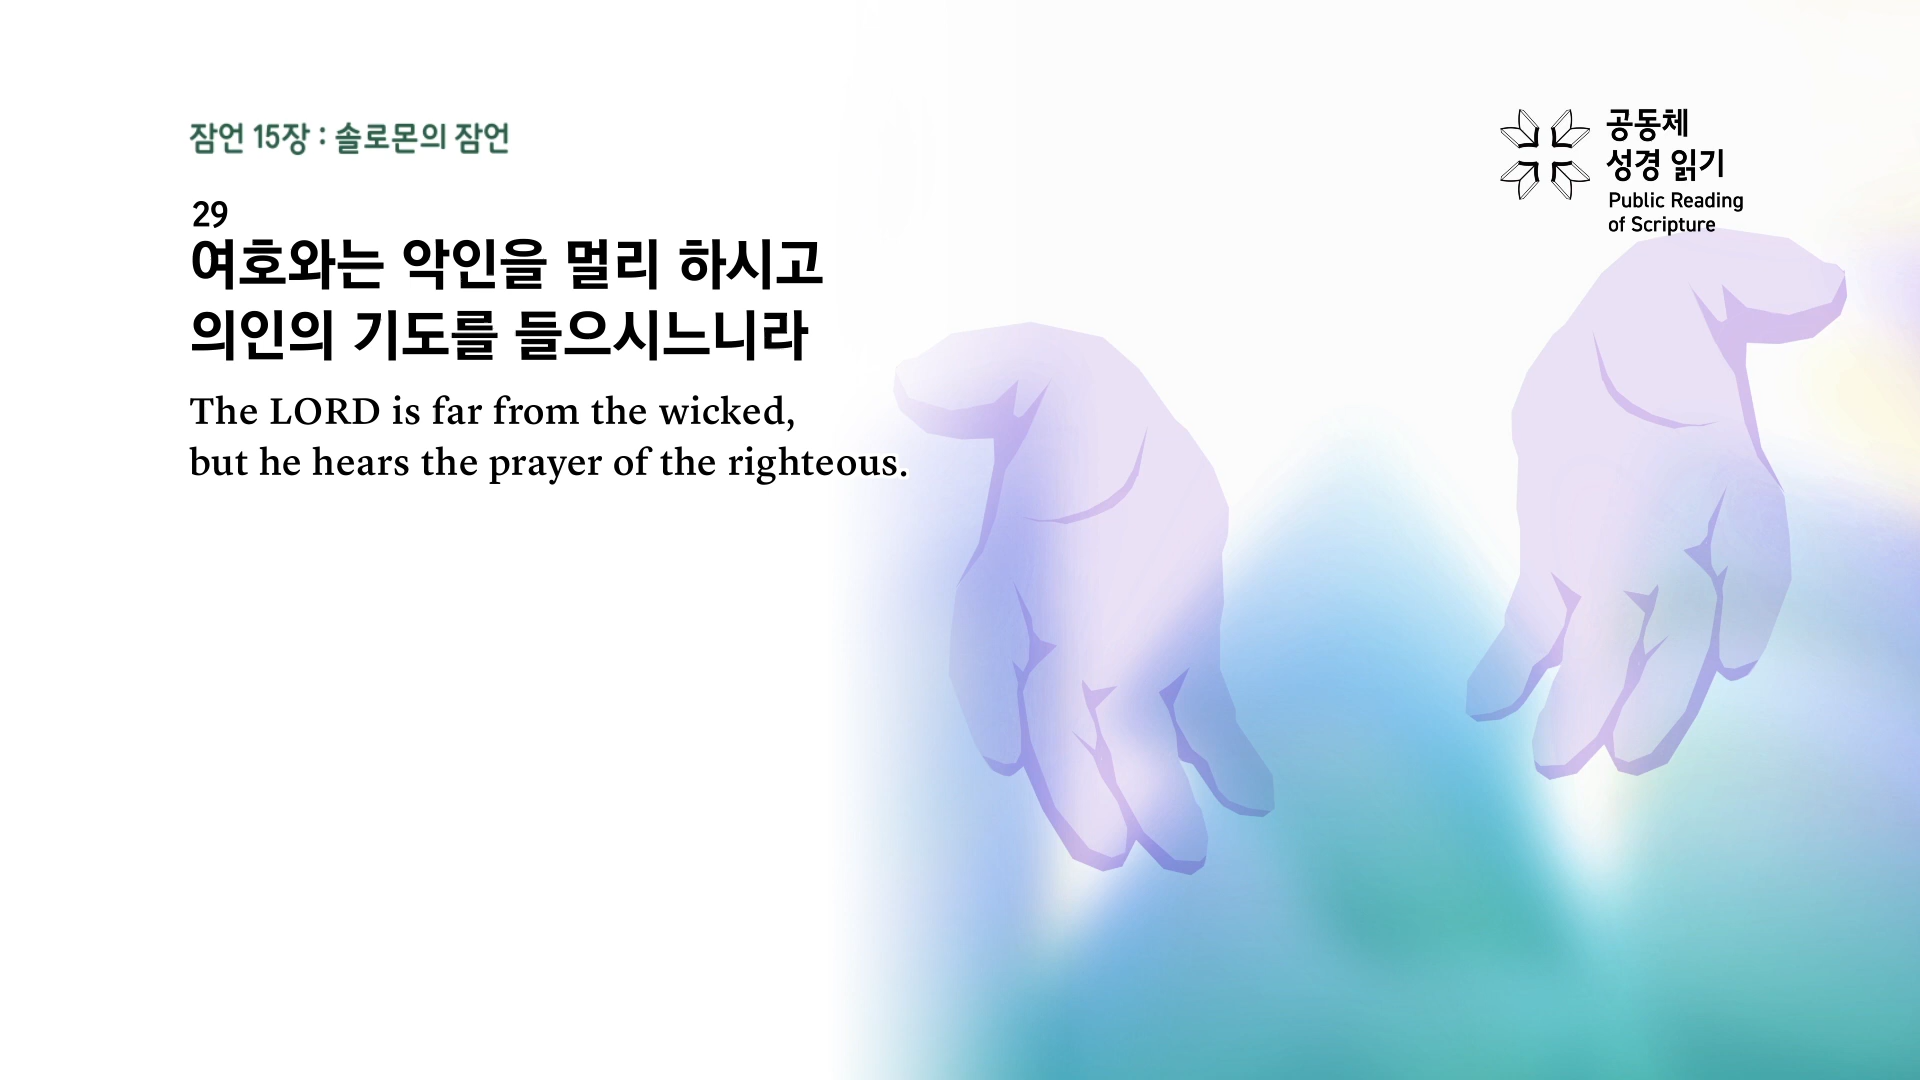 잠언 15장 : 솔로몬의 잠언
29
여호와는 악인을 멀리 하시고
의인의 기도를 들으시느니라
The LORD is far from the wicked,
but he hears the prayer of the righteous.
공동체
성경 읽기
Public Reading
of Scripture